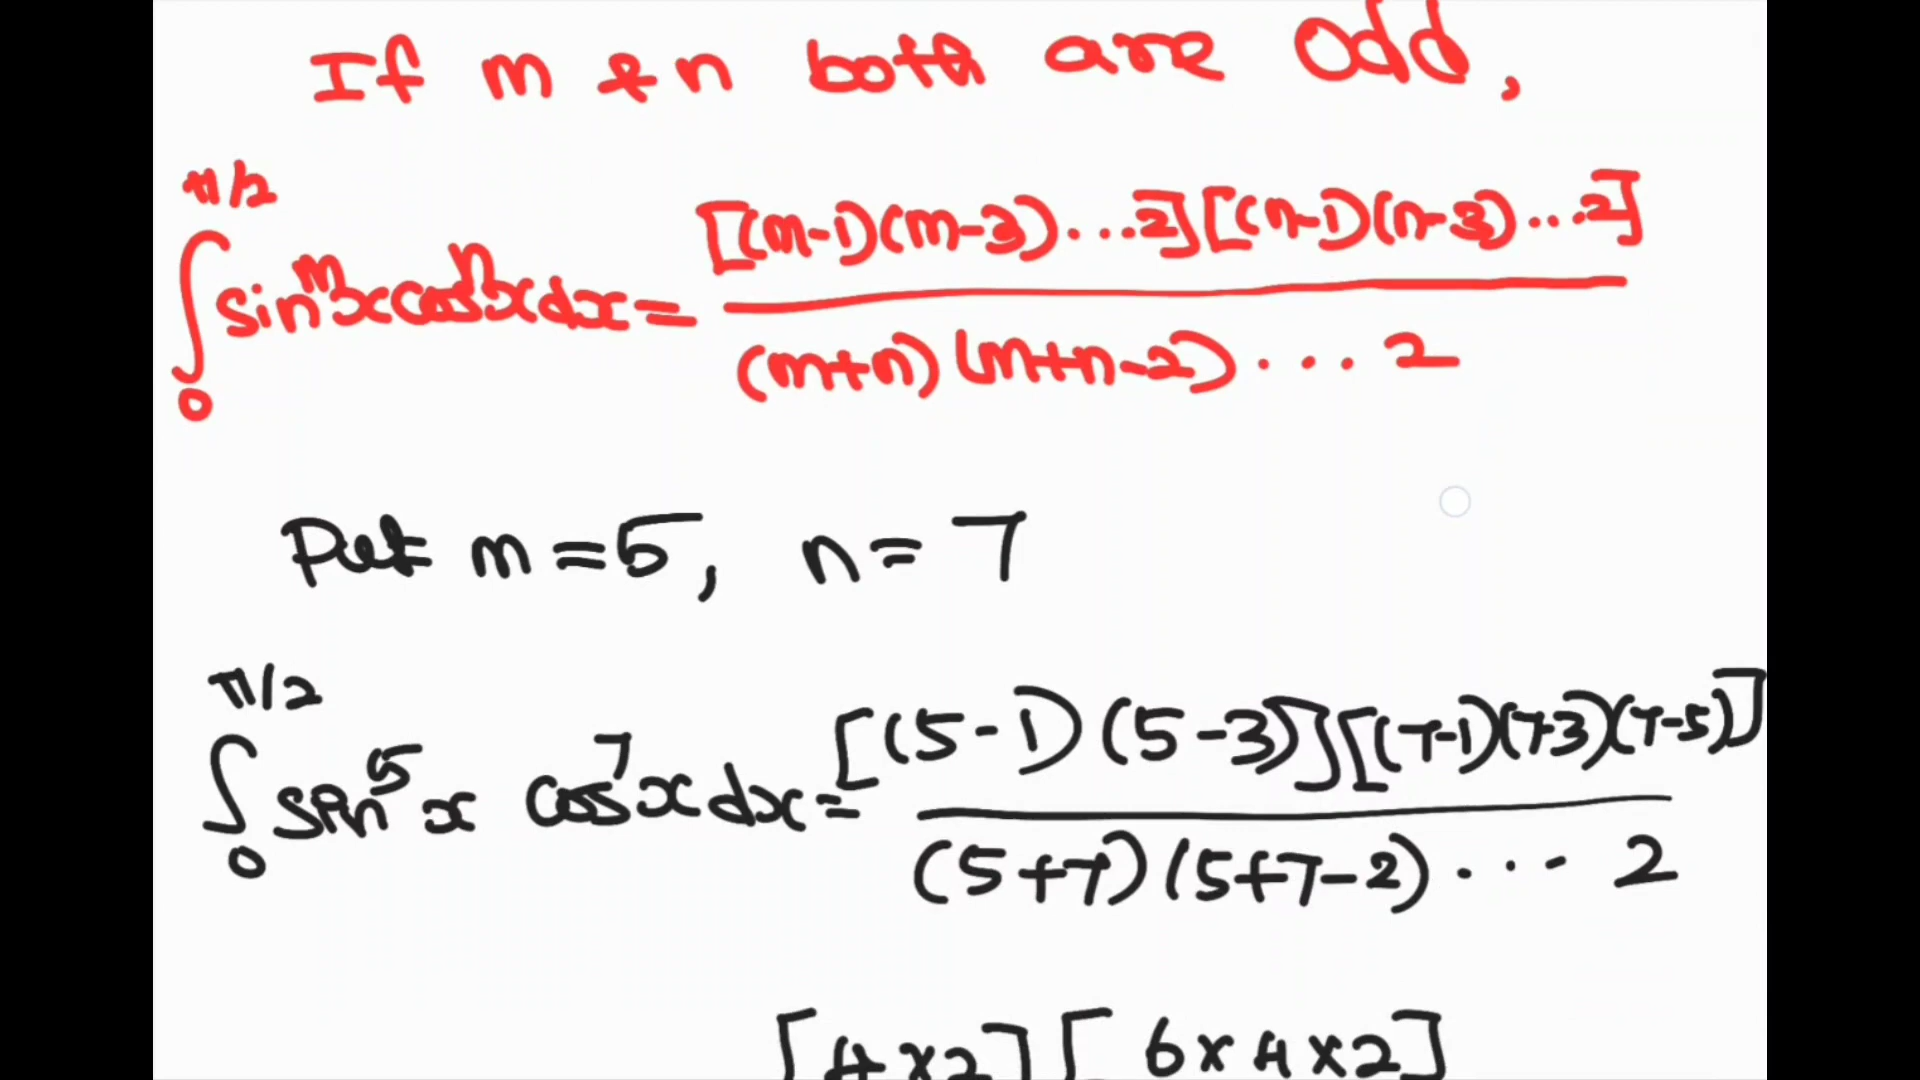 If m & n both are Odd,
∫₀^{π/2} sin^m x cos^n x dx = [(m-1)(m-3)...2][(n-1)(n-3)...2] / (m+n)(m+n-2)...2
Put m=5, n=7
∫₀^{π/2} sin^5 x cos^7 x dx = [(5-1)(5-3)][(7-1)(7-3)(7-5)] / (5+7)(5+7-2)...2
[4×2][6×4×2]